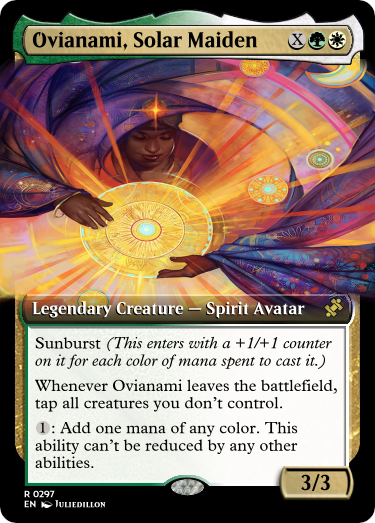 Ovianami, Solar Maiden X
Legendary Creature — Spirit Avatar
Sunburst (This enters with a +1/+1 counter
on it for each color of mana spent to cast it.)
Whenever Ovianami leaves the battlefield,
tap all creatures you don't control.
1: Add one mana of any color. This
ability can't be reduced by any other
abilities.
3/3
R 0297
EN JULIEDILLON